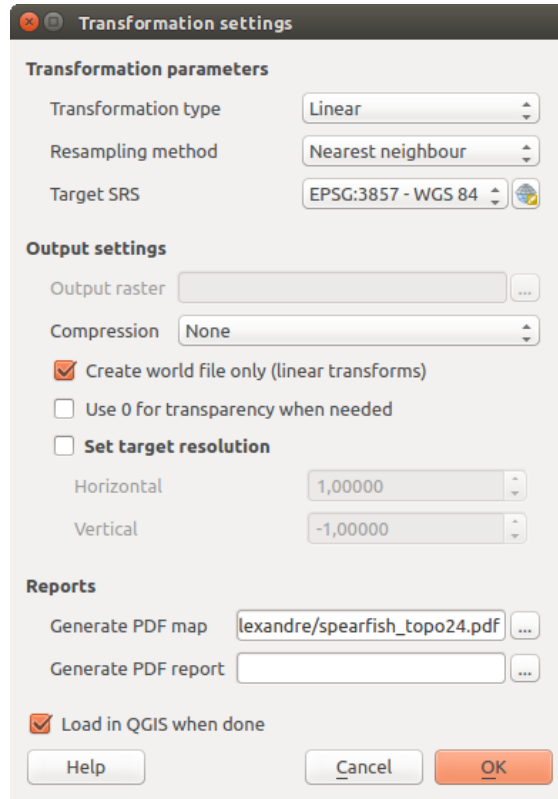 Transformation settings
Transformation parameters
Transformation type Linear
Resampling method Nearest neighbour
Target SRS EPSG:3857 - WGS 84
Output settings
Output raster ...
Compression None
Create world file only (linear transforms)
Use 0 for transparency when needed
Set target resolution
Horizontal 1,00000
Vertical -1,00000
Reports
Generate PDF map lexandre/spearfish_topo24.pdf ...
Generate PDF report ...
Load in QGIS when done
Help Cancel OK